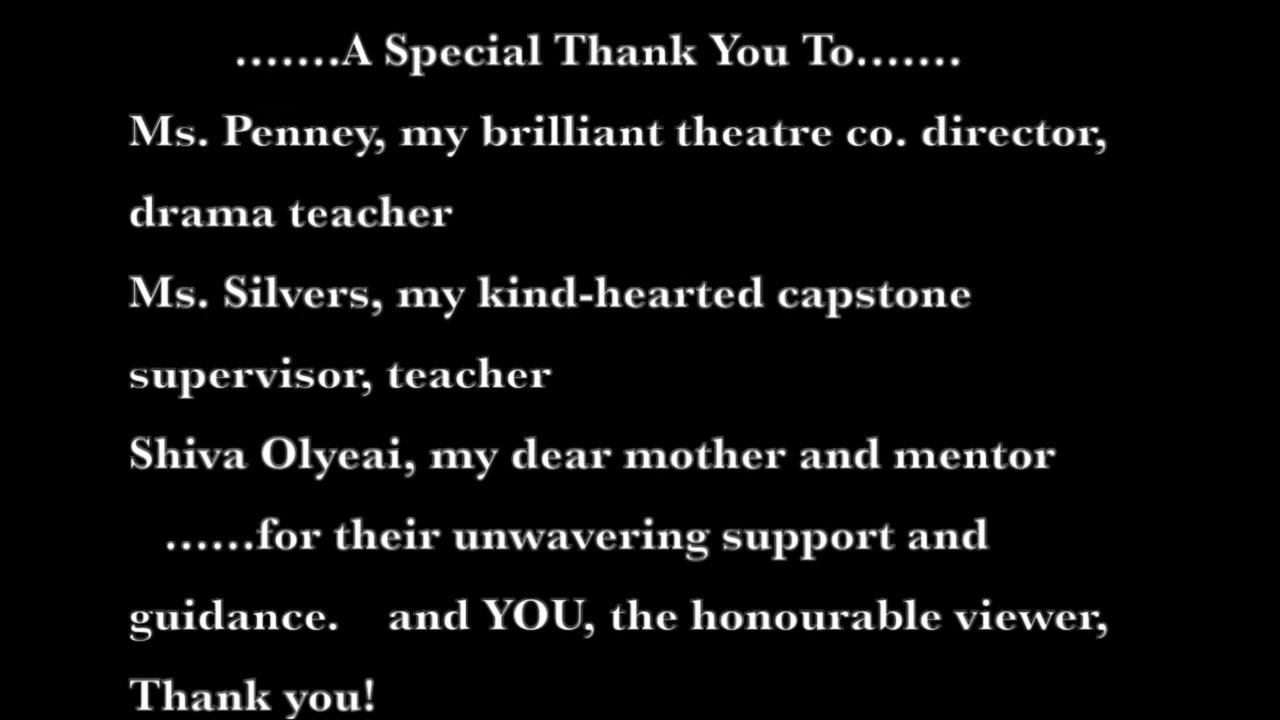 .......A Special Thank You To.......
Ms. Penney, my brilliant theatre co. director,
drama teacher
Ms. Silvers, my kind-hearted capstone
supervisor, teacher
Shiva Olyeai, my dear mother and mentor
......for their unwavering support and
guidance.    and YOU, the honourable viewer,
Thank you!